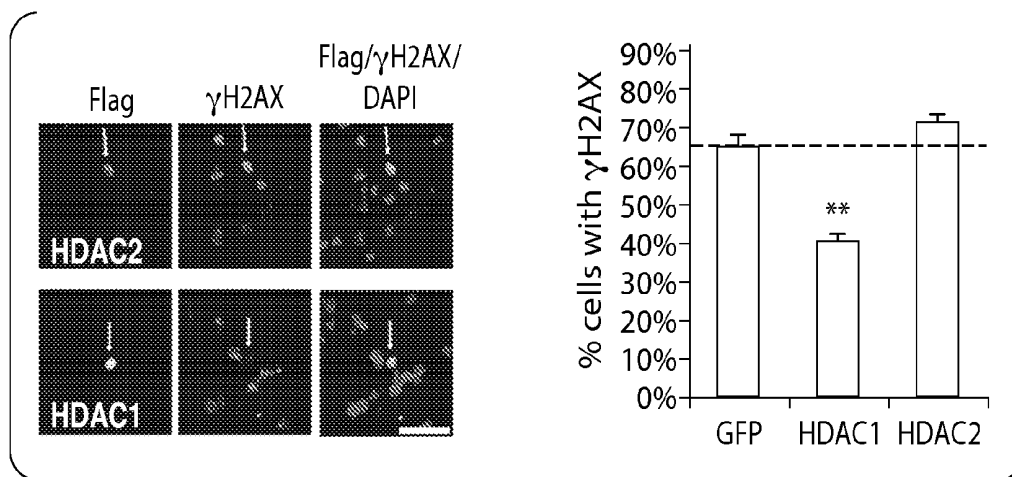 Flag
γH2AX
Flag/γH2AX/
DAPI
HDAC2
HDAC1
% cells with γH2AX
90%
80%
70%
60%
50%
40%
30%
20%
10%
0%
**
GFP
HDAC1
HDAC2